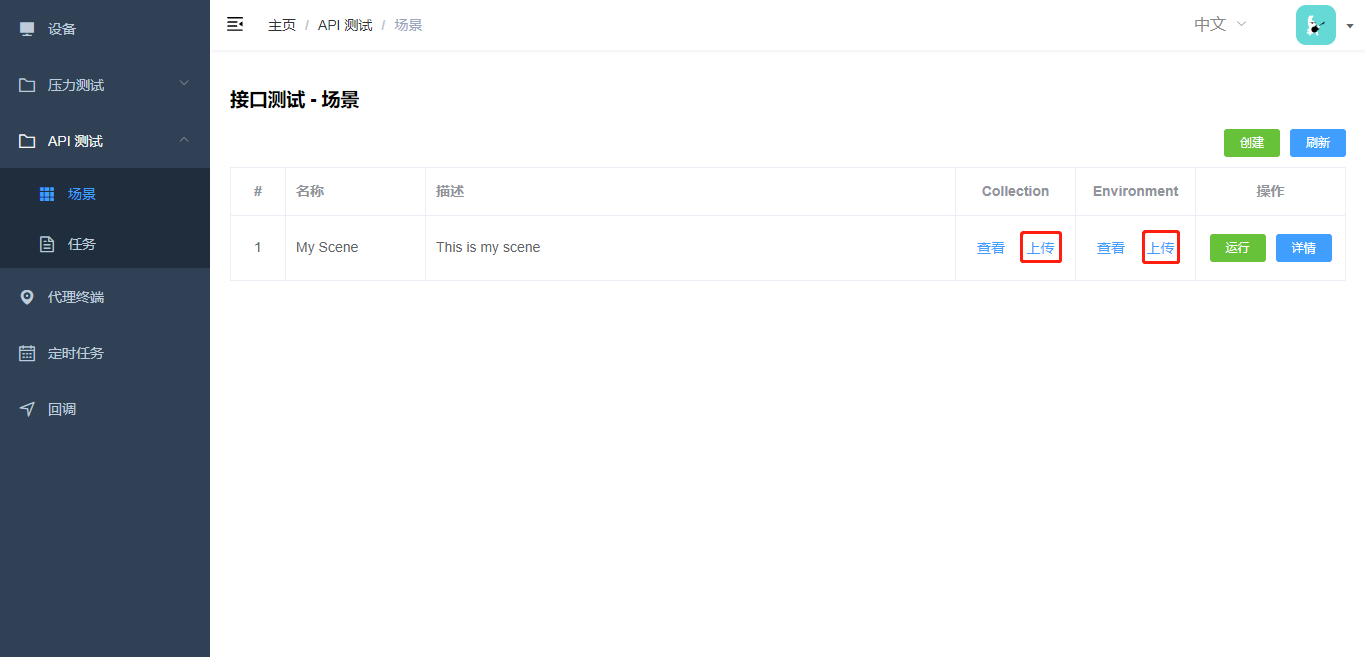 设备
压力测试
API 测试
场景
任务
代理终端
定时任务
回调
主页 / API 测试 / 场景
中文
接口测试 - 场景
创建 刷新
# 名称 描述 Collection Environment 操作
1 My Scene This is my scene 查看 上传 查看 上传 运行 详情